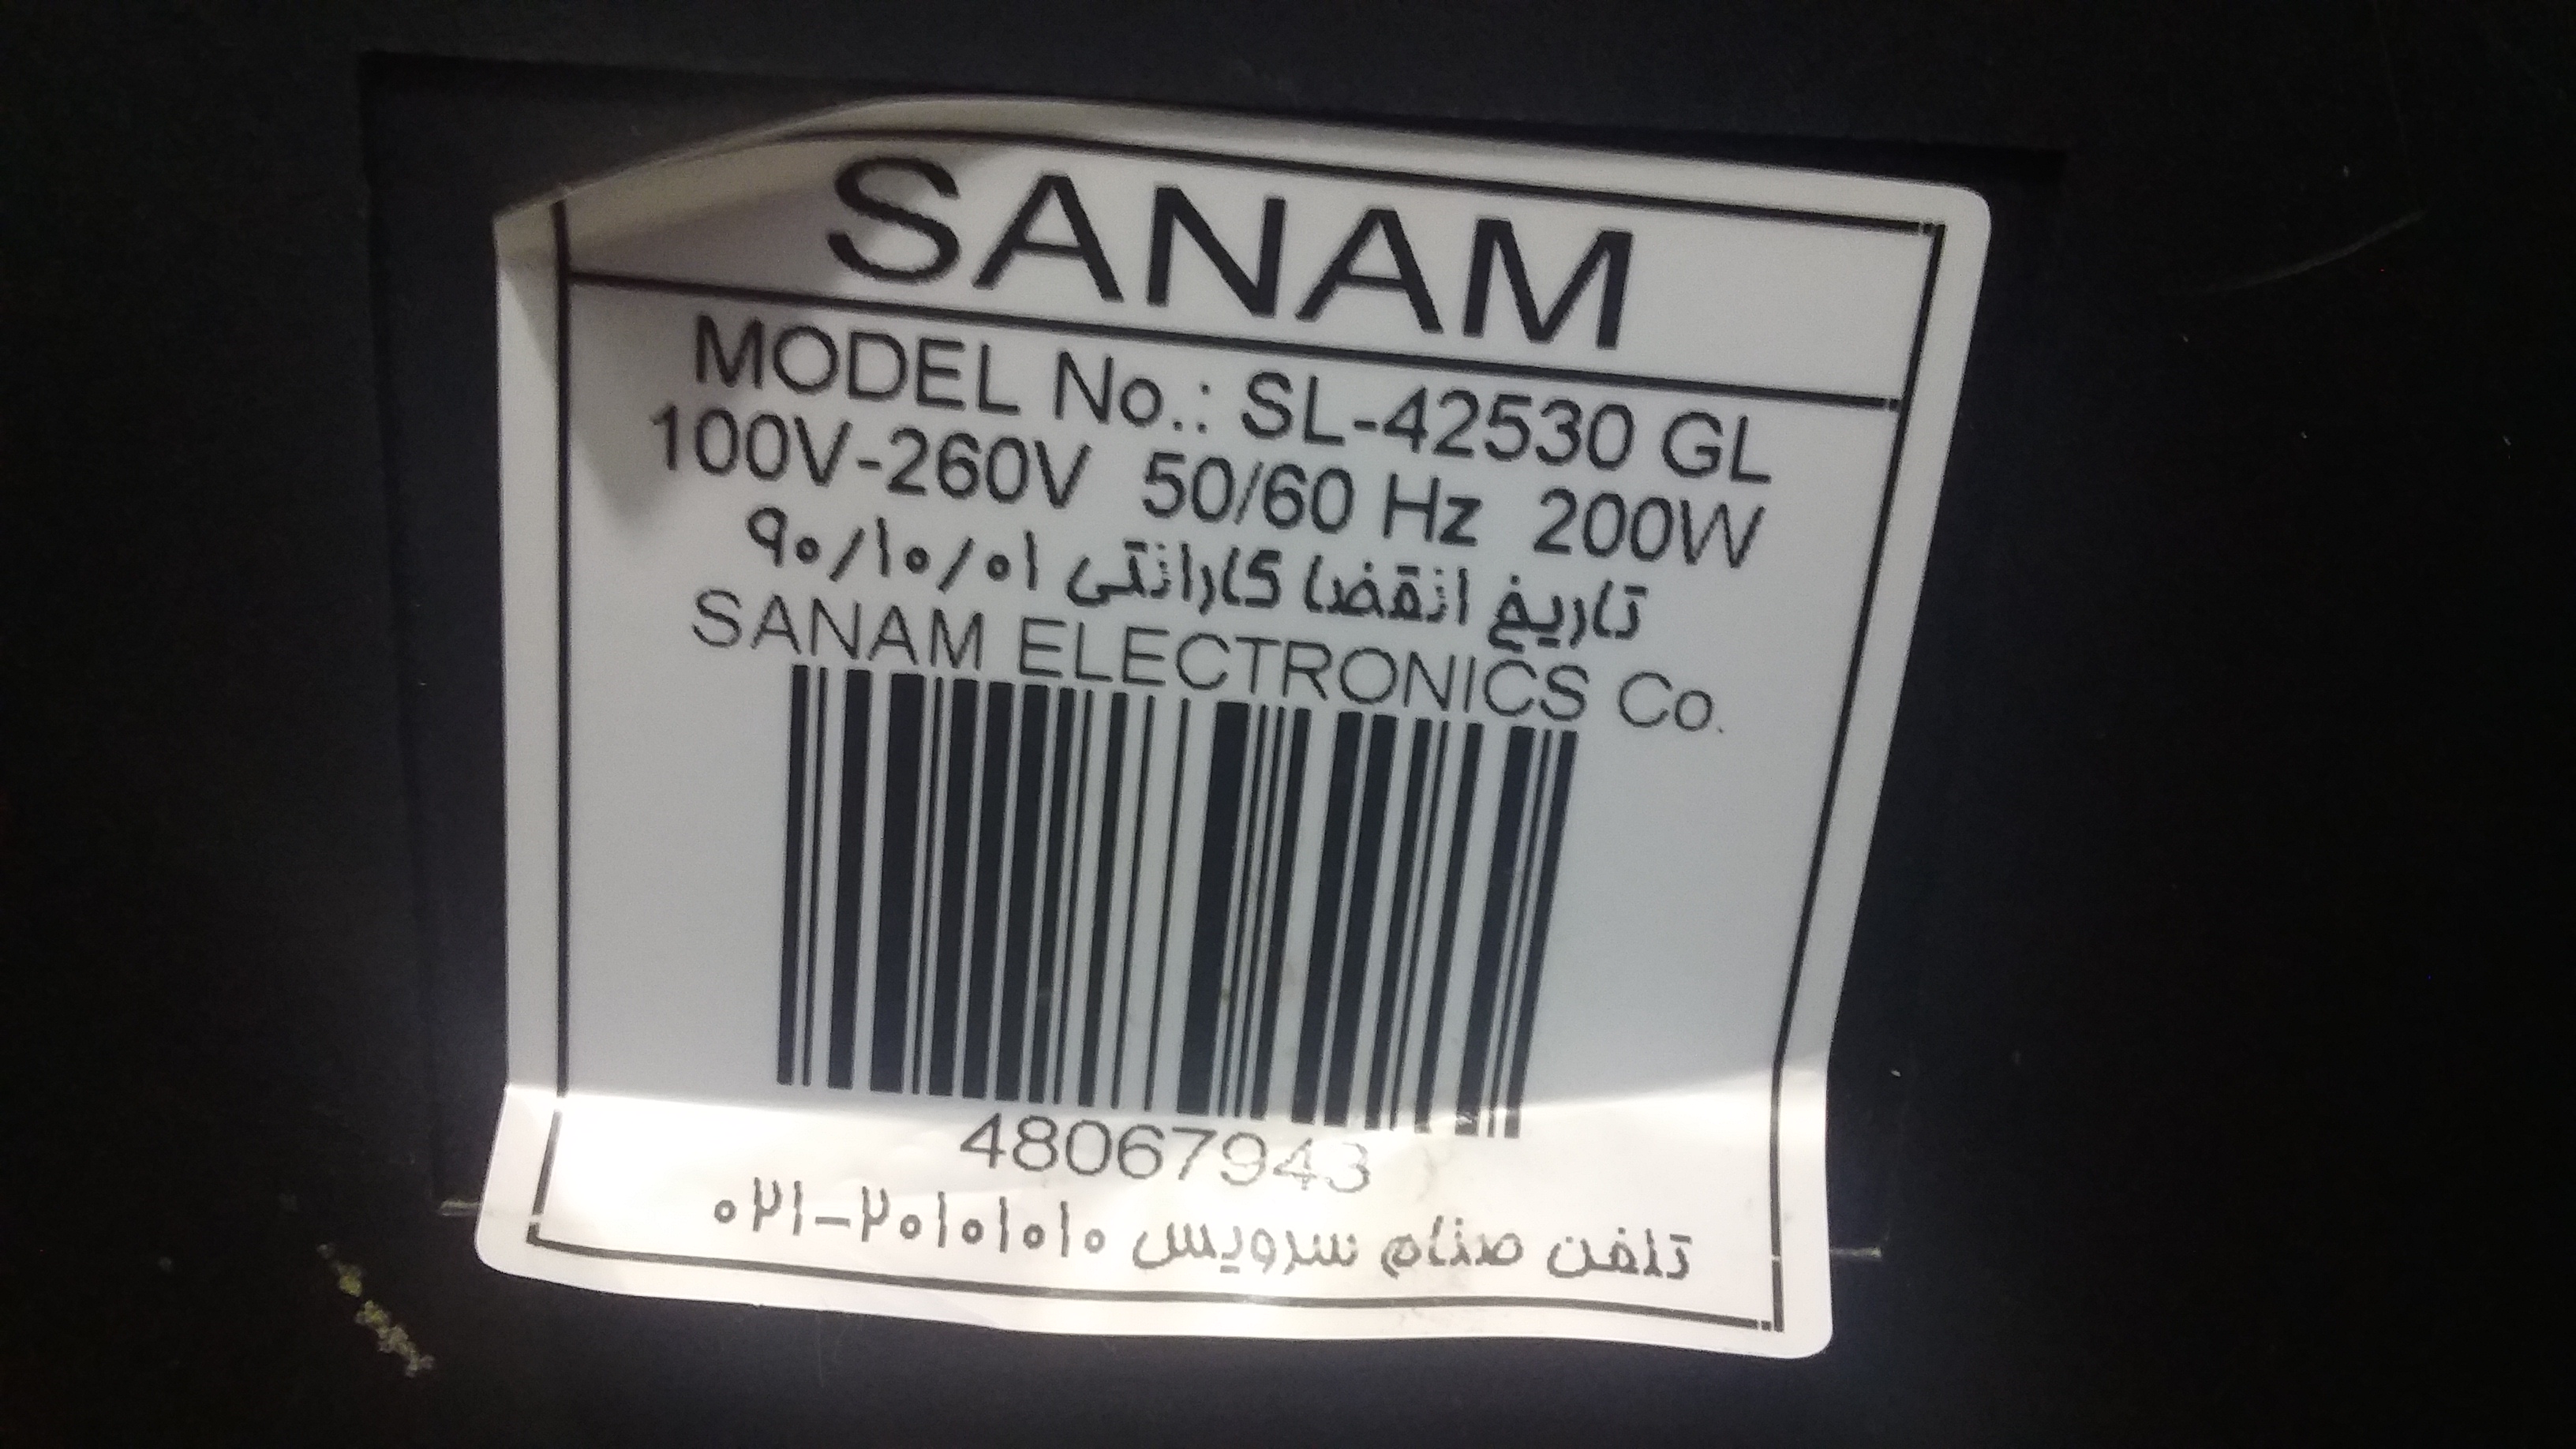 SANAM
MODEL No.: SL-42530 GL
100V-260V 50/60 Hz 200W
تاریخ انقضا گارانتی ۹۰/۱۰/۰۱
SANAM ELECTRONICS Co.
48067943
تلفن صنام سرویس ۰۲۱-۲۰۱۰۱۰۱۰